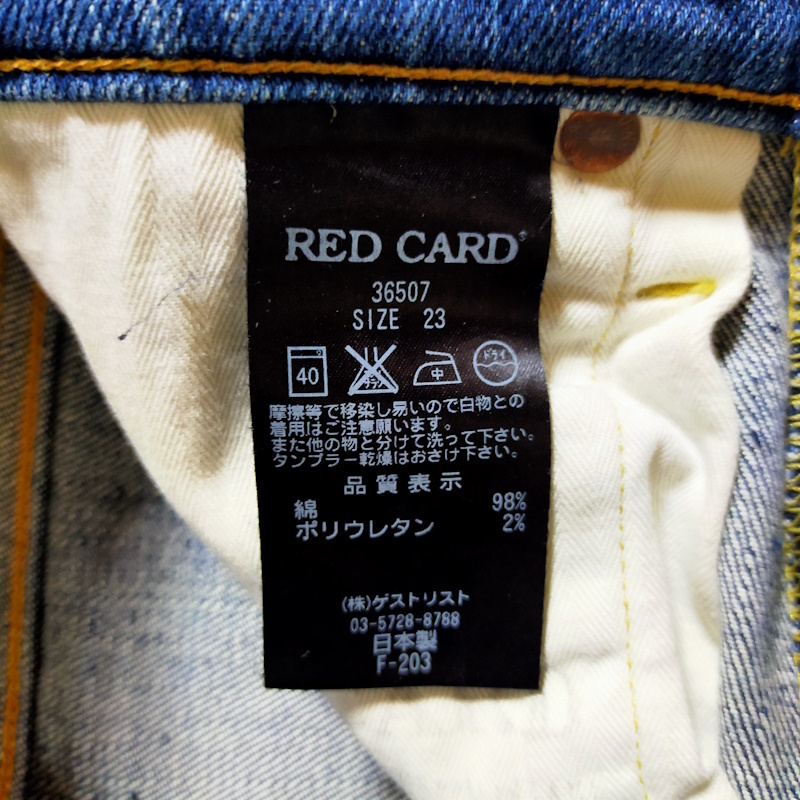 RED CARD®
36507
SIZE 23
40 中 ドライ
摩擦等で移染し易いので白物との
着用はご注意願います。
また他の物と分けて洗って下さい。
タンブラー乾燥はおさけ下さい。
品質表示
綿 98%
ポリウレタン 2%
(株)ゲストリスト
03-5728-8788
日本製
F-203